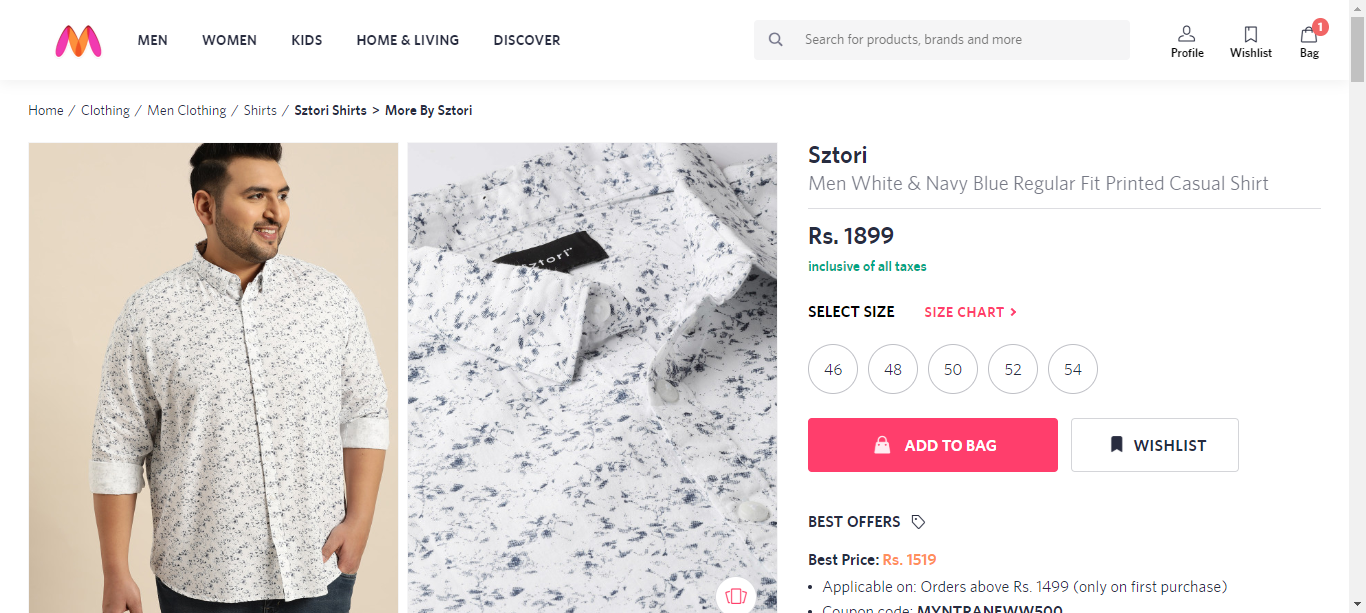 MEN WOMEN KIDS HOME & LIVING DISCOVER
Search for products, brands and more
Profile Wishlist Bag 1
Home / Clothing / Men Clothing / Shirts / Sztori Shirts > More By Sztori
sztori
Sztori
Men White & Navy Blue Regular Fit Printed Casual Shirt
Rs. 1899
inclusive of all taxes
SELECT SIZE SIZE CHART >
46 48 50 52 54
ADD TO BAG WISHLIST
BEST OFFERS
Best Price: Rs. 1519
• Applicable on: Orders above Rs. 1499 (only on first purchase)
• Coupon code: MYNTRANEWW500